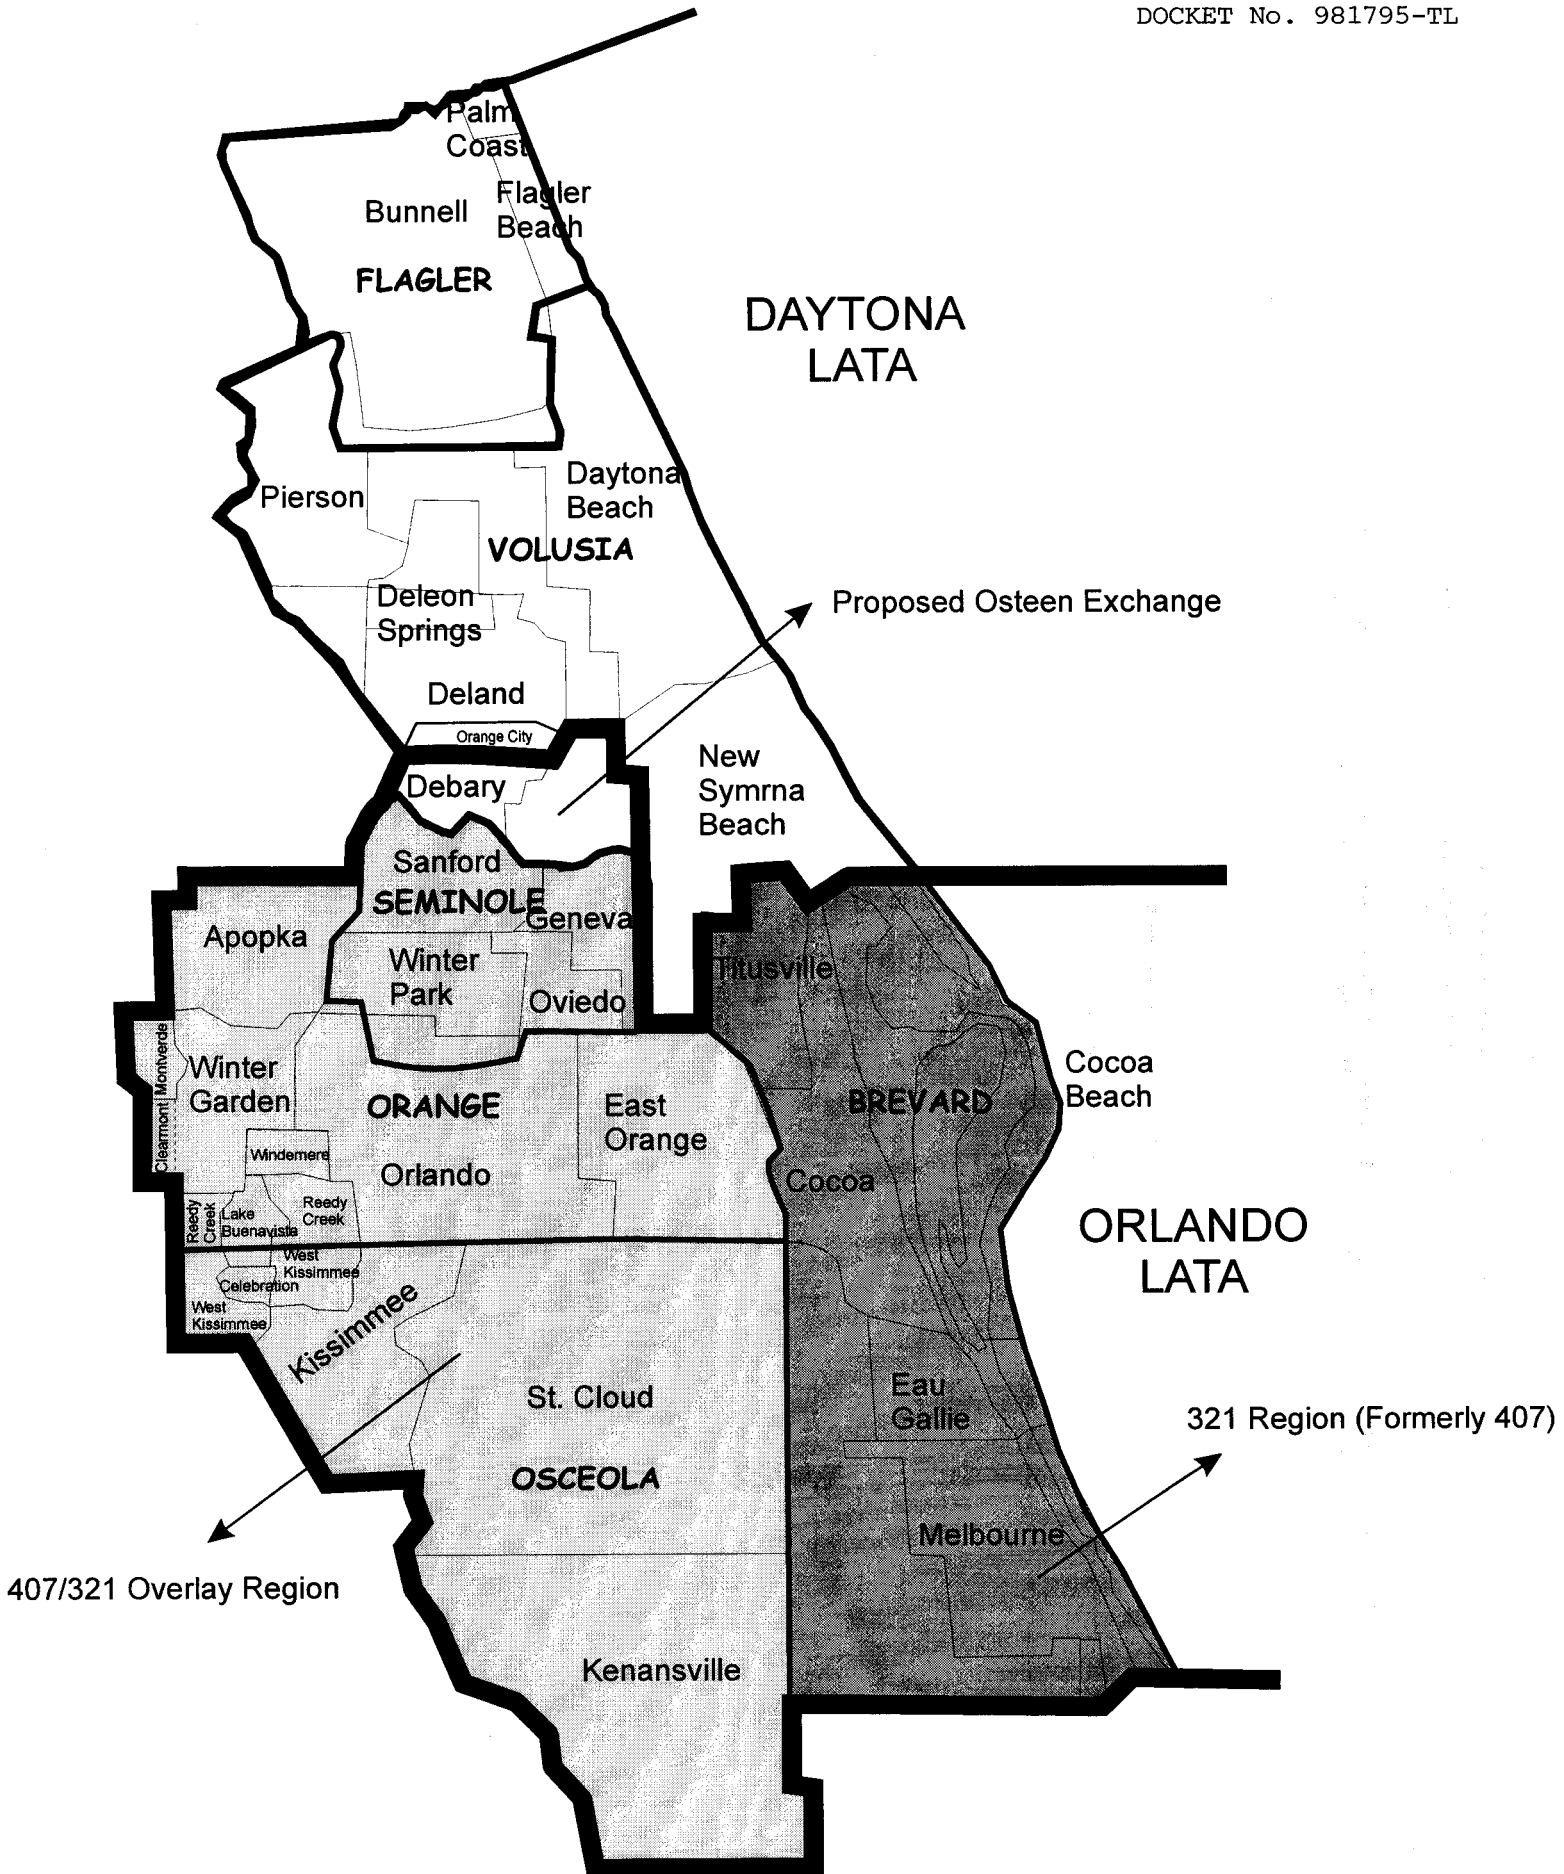 DOCKET No. 981795-TL
Palm
Coast
Flagler
Beach
Bunnell
FLAGLER
DAYTONA
LATA
Daytona
Beach
Pierson
VOLUSIA
Deleon
Springs
Proposed Osteen Exchange
Deland
Orange City
New
Symrna
Beach
Debary
Sanford
SEMINOLE
Geneva
Apopka
Winter
Park
Titusville
Oviedo
Montverde
Winter
Garden
Cocoa
Beach
BREVARD
ORANGE
East
Orange
Clearmont
Windemere
Orlando
Cocoa
Reedy
Creek
Lake
Buenavista
Reedy
Creek
ORLANDO
LATA
West
Kissimmee
Celebration
West
Kissimmee
Kissimmee
St. Cloud
Eau
Gallie
321 Region (Formerly 407)
OSCEOLA
Melbourne
407/321 Overlay Region
Kenansville